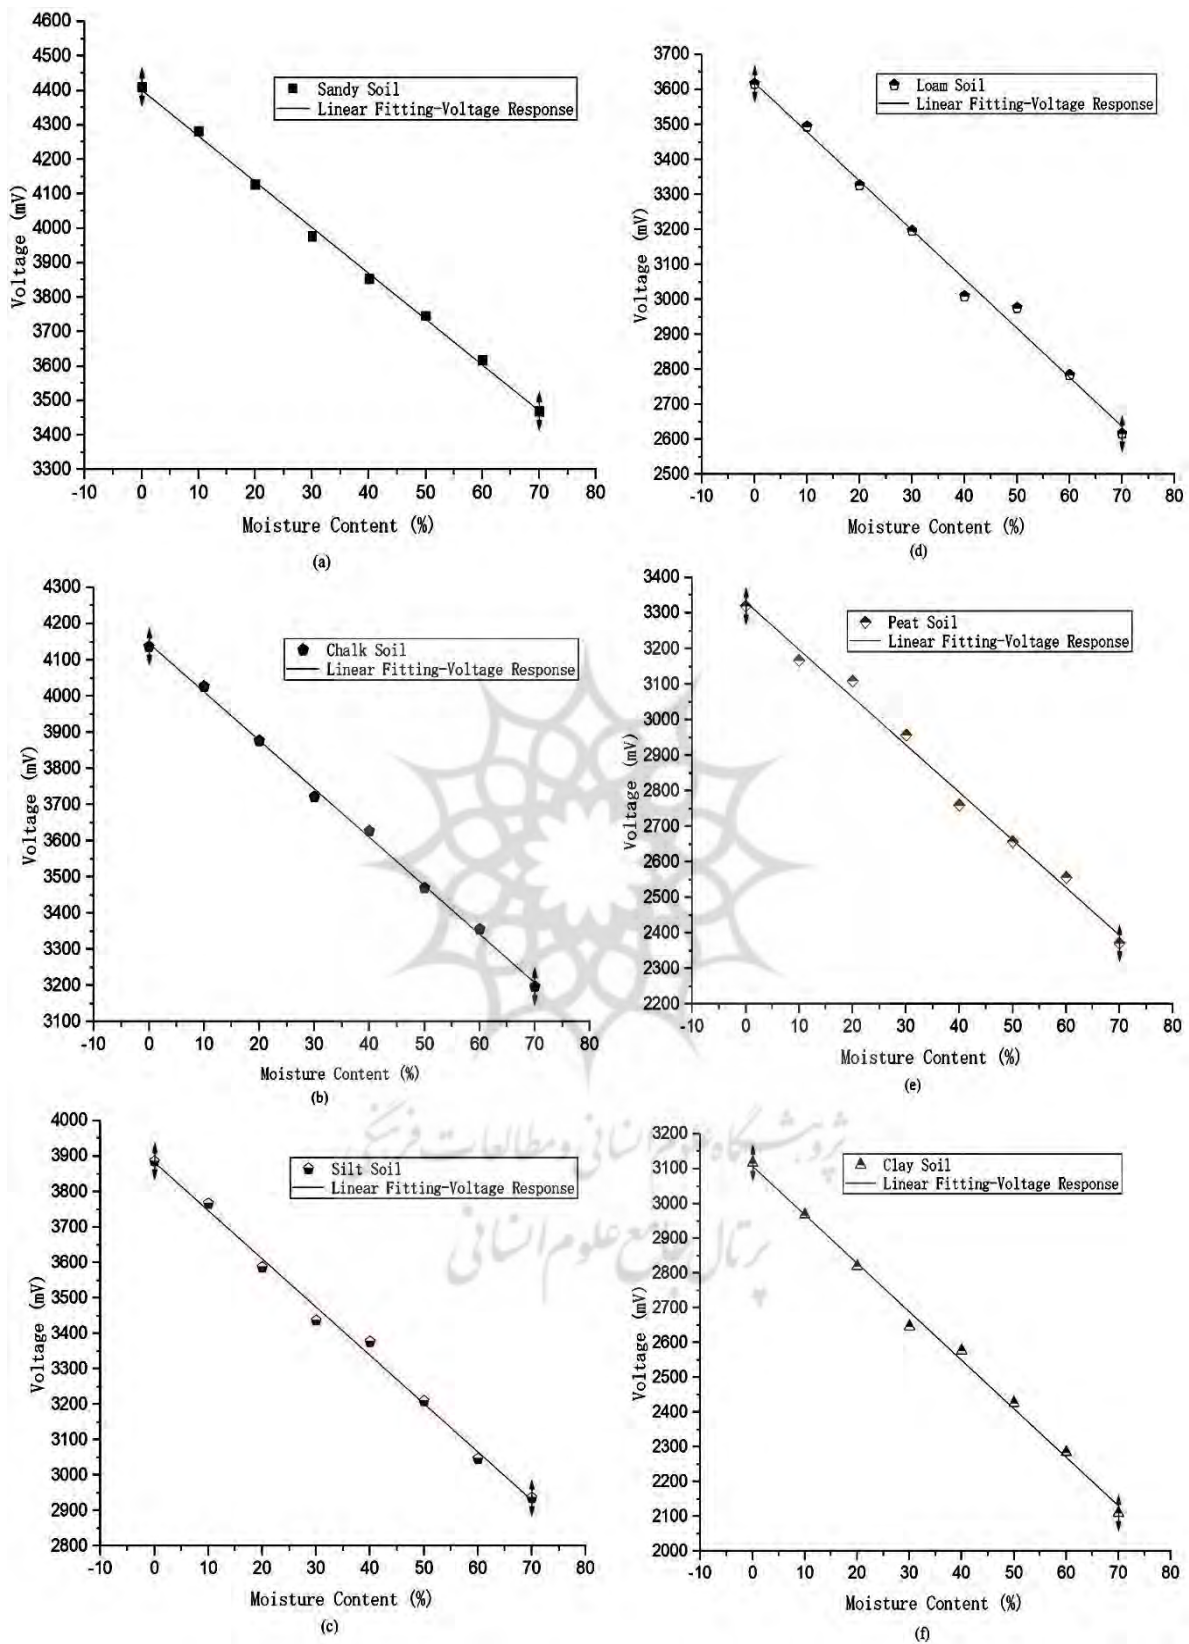 4600
4500
4400
4300
4200
4100
4000
3900
3800
3700
3600
3500
3400
3300
-10 0 10 20 30 40 50 60 70 80
Voltage (mV)
Moisture Content (%)
Sandy Soil
Linear Fitting-Voltage Response
(a)
3700
3600
3500
3400
3300
3200
3100
3000
2900
2800
2700
2600
2500
-10 0 10 20 30 40 50 60 70 80
Voltage (mV)
Moisture Content (%)
Loam Soil
Linear Fitting-Voltage Response
(d)
4300
4200
4100
4000
3900
3800
3700
3600
3500
3400
3300
3200
3100
-10 0 10 20 30 40 50 60 70 80
Voltage (mV)
Moisture Content (%)
Chalk Soil
Linear Fitting-Voltage Response
(b)
3400
3300
3200
3100
3000
2900
2800
2700
2600
2500
2400
2300
2200
-10 0 10 20 30 40 50 60 70 80
Voltage (mV)
Moisture Content (%)
Peat Soil
Linear Fitting-Voltage Response
(e)
پژوهشگاه علوم انسانی و مطالعات فرهنگی
پرتال جامع علوم انسانی
4000
3900
3800
3700
3600
3500
3400
3300
3200
3100
3000
2900
2800
-10 0 10 20 30 40 50 60 70 80
Voltage (mV)
Moisture Content (%)
Silt Soil
Linear Fitting-Voltage Response
(c)
3200
3100
3000
2900
2800
2700
2600
2500
2400
2300
2200
2100
2000
-10 0 10 20 30 40 50 60 70 80
Voltage (mV)
Moisture Content (%)
Clay Soil
Linear Fitting-Voltage Response
(f)